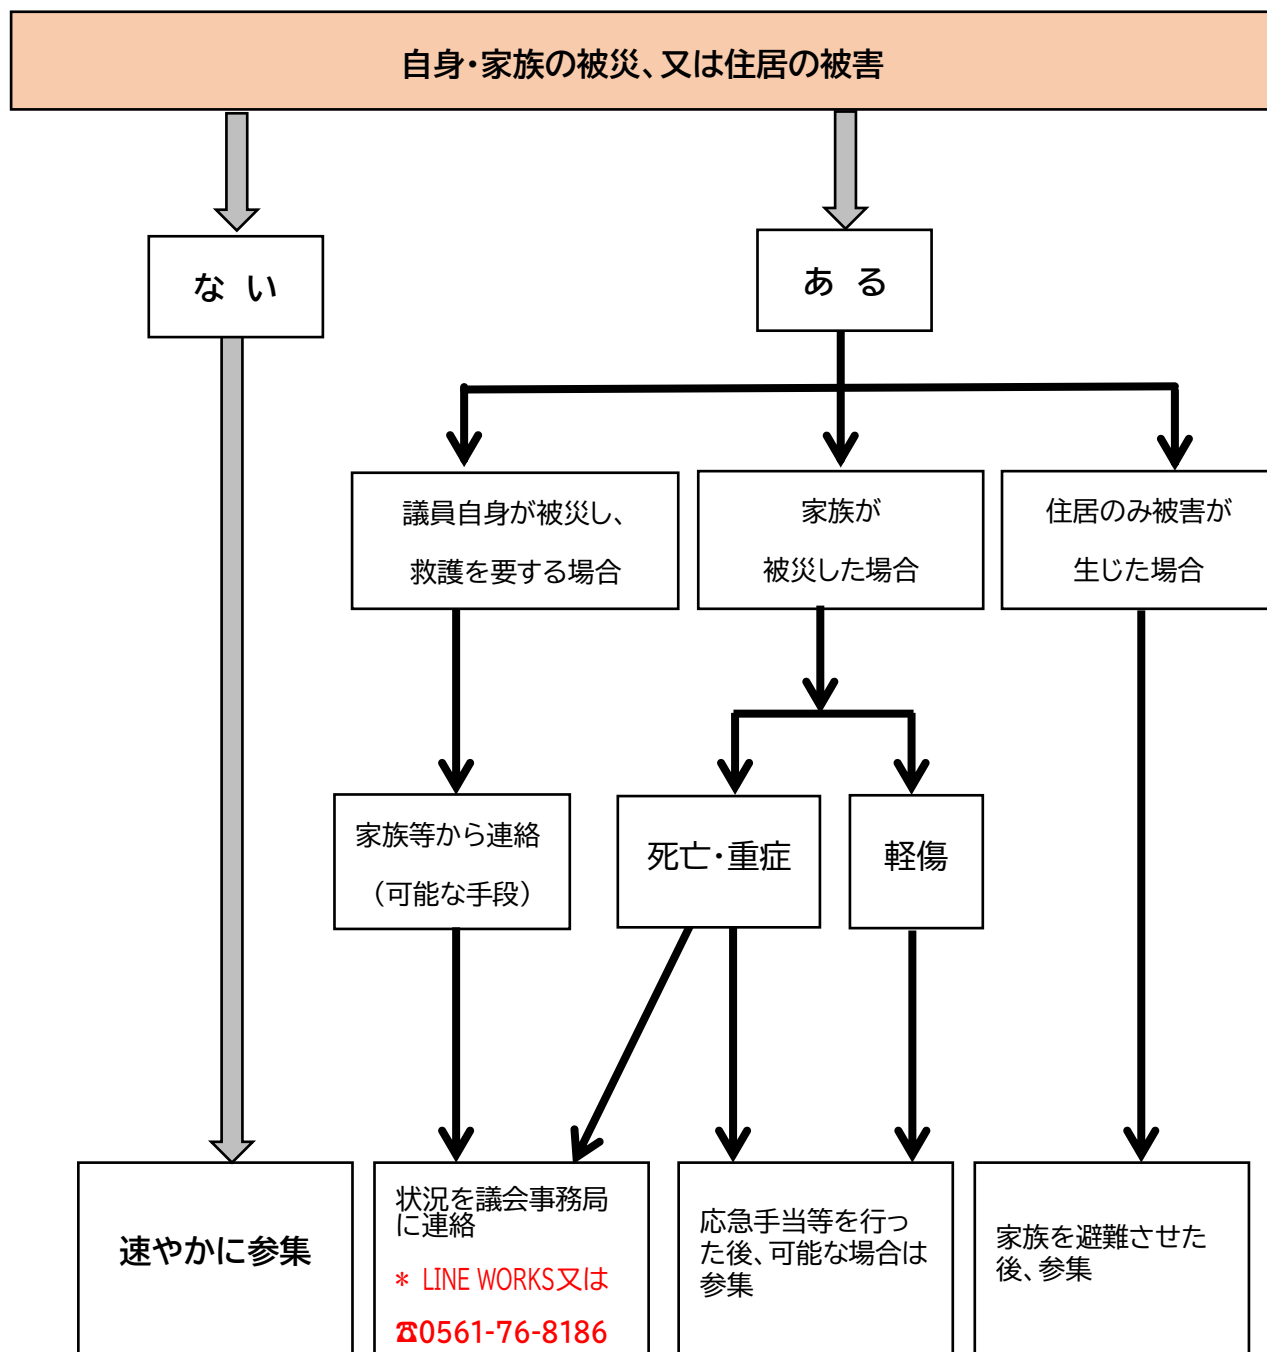 自身・家族の被災、又は住居の被害
ない
ある
議員自身が被災し、
救護を要する場合
家族が
被災した場合
住居のみ被害が
生じた場合
家族等から連絡
（可能な手段）
死亡・重症
軽傷
速やかに参集
状況を議会事務局
に連絡
＊ LINE WORKS又は
☎0561-76-8186
応急手当等を行っ
た後、可能な場合は
参集
家族を避難させた
後、参集